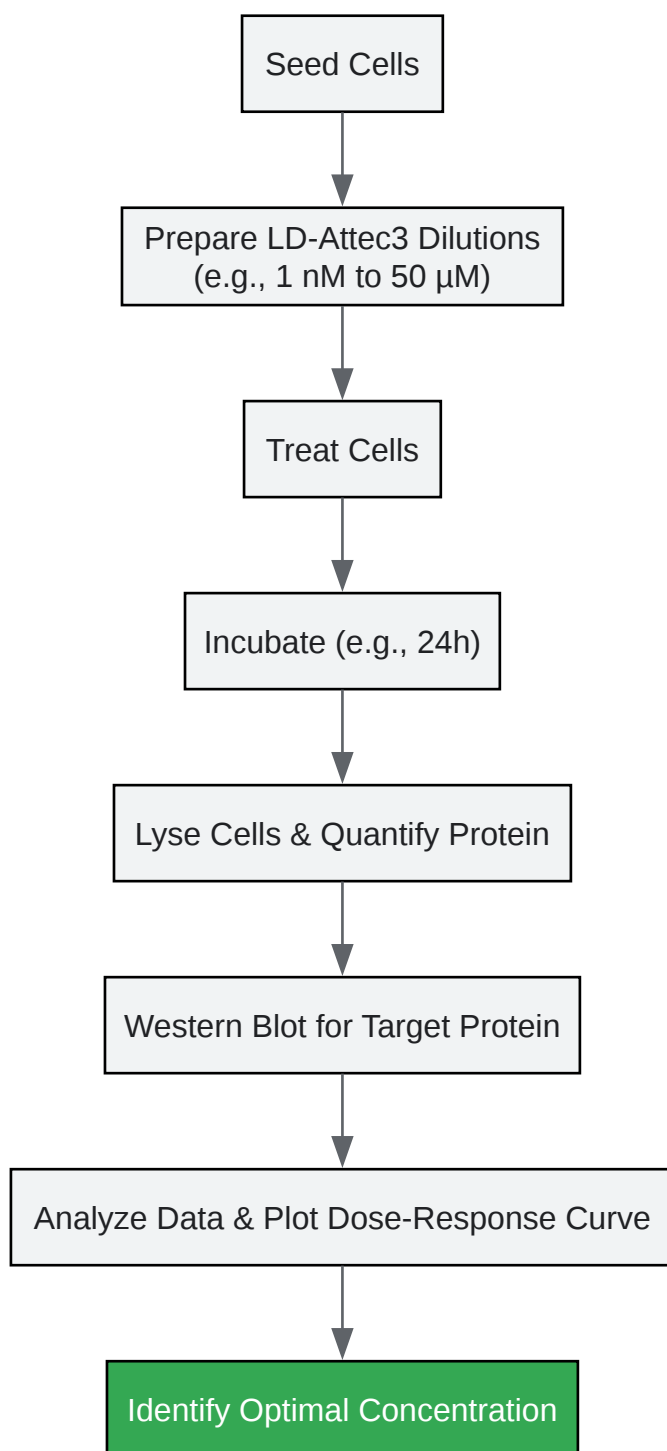 Seed Cells
Prepare LD-Attec3 Dilutions
(e.g., 1 nM to 50 µM)
Treat Cells
Incubate (e.g., 24h)
Lyse Cells & Quantify Protein
Western Blot for Target Protein
Analyze Data & Plot Dose-Response Curve
Identify Optimal Concentration